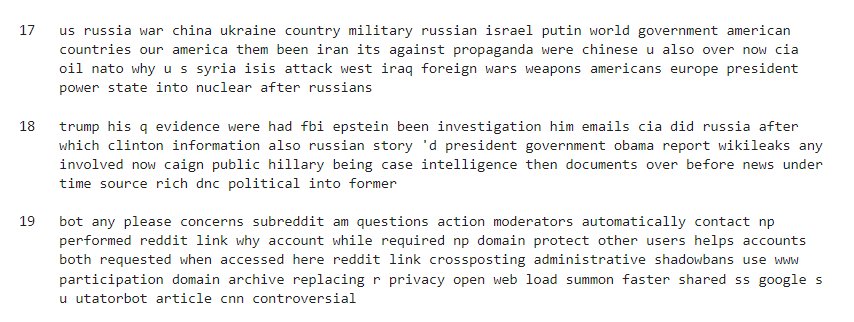 17 us russia war china ukraine country military russian israel putin world government american
countries our america them been iran its against propaganda were chinese u also over now cia
oil nato why u s syria isis attack west iraq foreign wars weapons americans europe president
power state into nuclear after russians
18 trump his q evidence were had fbi epstein been investigation him emails cia did russia after
which clinton information also russian story 'd president government obama report wikileaks any
involved now caign public hillary being case intelligence then documents over before news under
time source rich dnc political into former
19 bot any please concerns subreddit am questions action moderators automatically contact np
performed reddit link why account while required np domain protect other users helps accounts
both requested when accessed here reddit link crossposting administrative shadowbans use www
participation domain archive replacing r privacy open web load summon faster shared ss google s
u utatorbot article cnn controversial